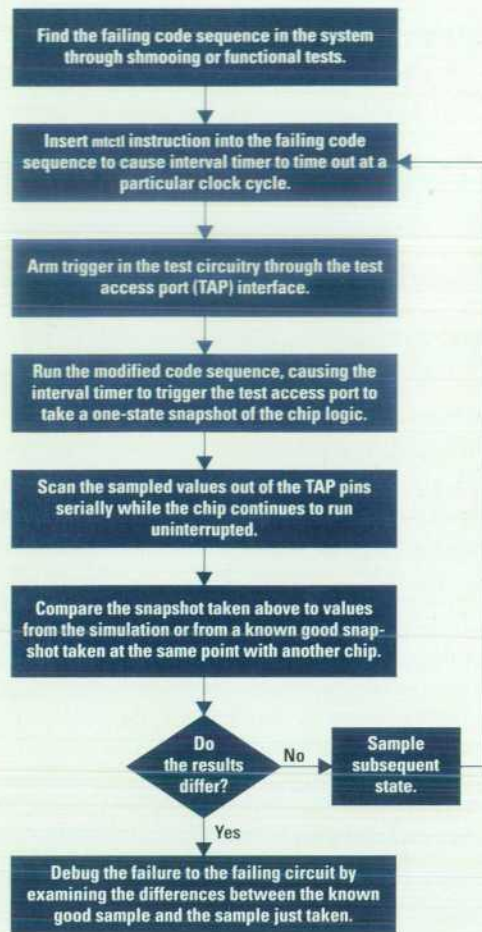 Find the failing code sequence in the system
through shmooing or functional tests.
Insert mtctl instruction into the failing code
sequence to cause interval timer to time out at a
particular clock cycle.
Arm trigger in the test circuitry through the test
access port (TAP) interface.
Run the modified code sequence, causing the
interval timer to trigger the test access port to
take a one-state snapshot of the chip logic.
Scan the sampled values out of the TAP pins
serially while the chip continues to run
uninterrupted.
Compare the snapshot taken above to values
from the simulation or from a known good snap-
shot taken at the same point with another chip.
Do
the results
differ?
No
Sample
subsequent
state.
Yes
Debug the failure to the failing circuit by
examining the differences between the known
good sample and the sample just taken.